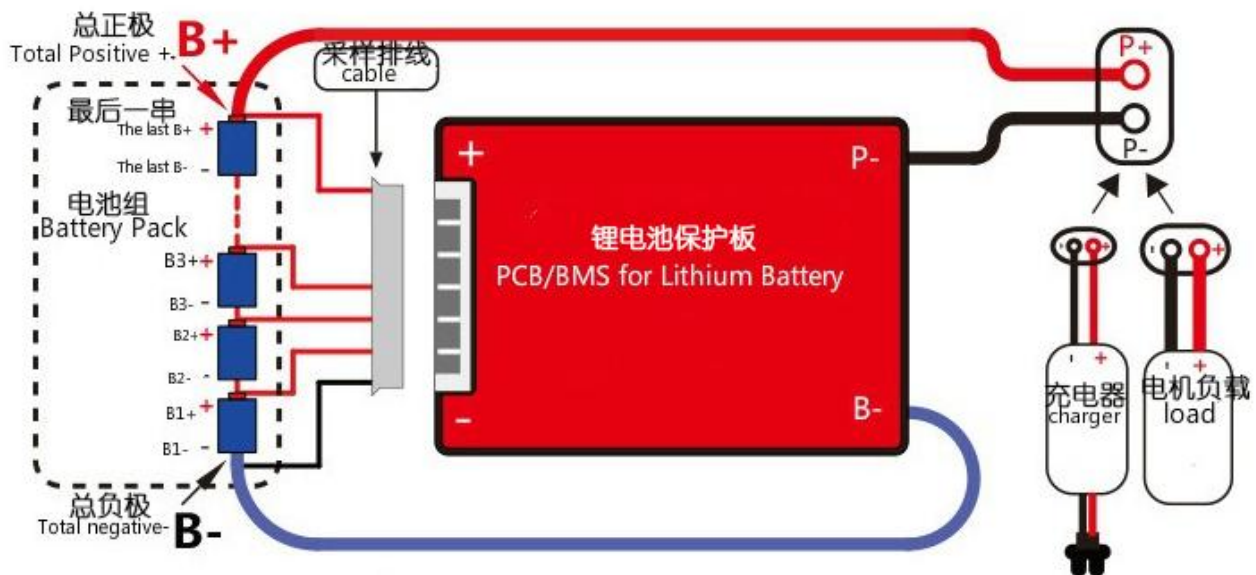 总正极
Total Positive +
B+
采样排线
cable
P+
P-
最后一串
The last B+ +
The last B- -
电池组
Battery Pack
B3+ +
B3- -
B2+ +
B2- -
B1+ +
B1- -
总负极
Total negative-
B-
+
P-
锂电池保护板
PCB/BMS for Lithium Battery
-
B-
- +
- +
- +
- +
充电器
charger
电机负载
load